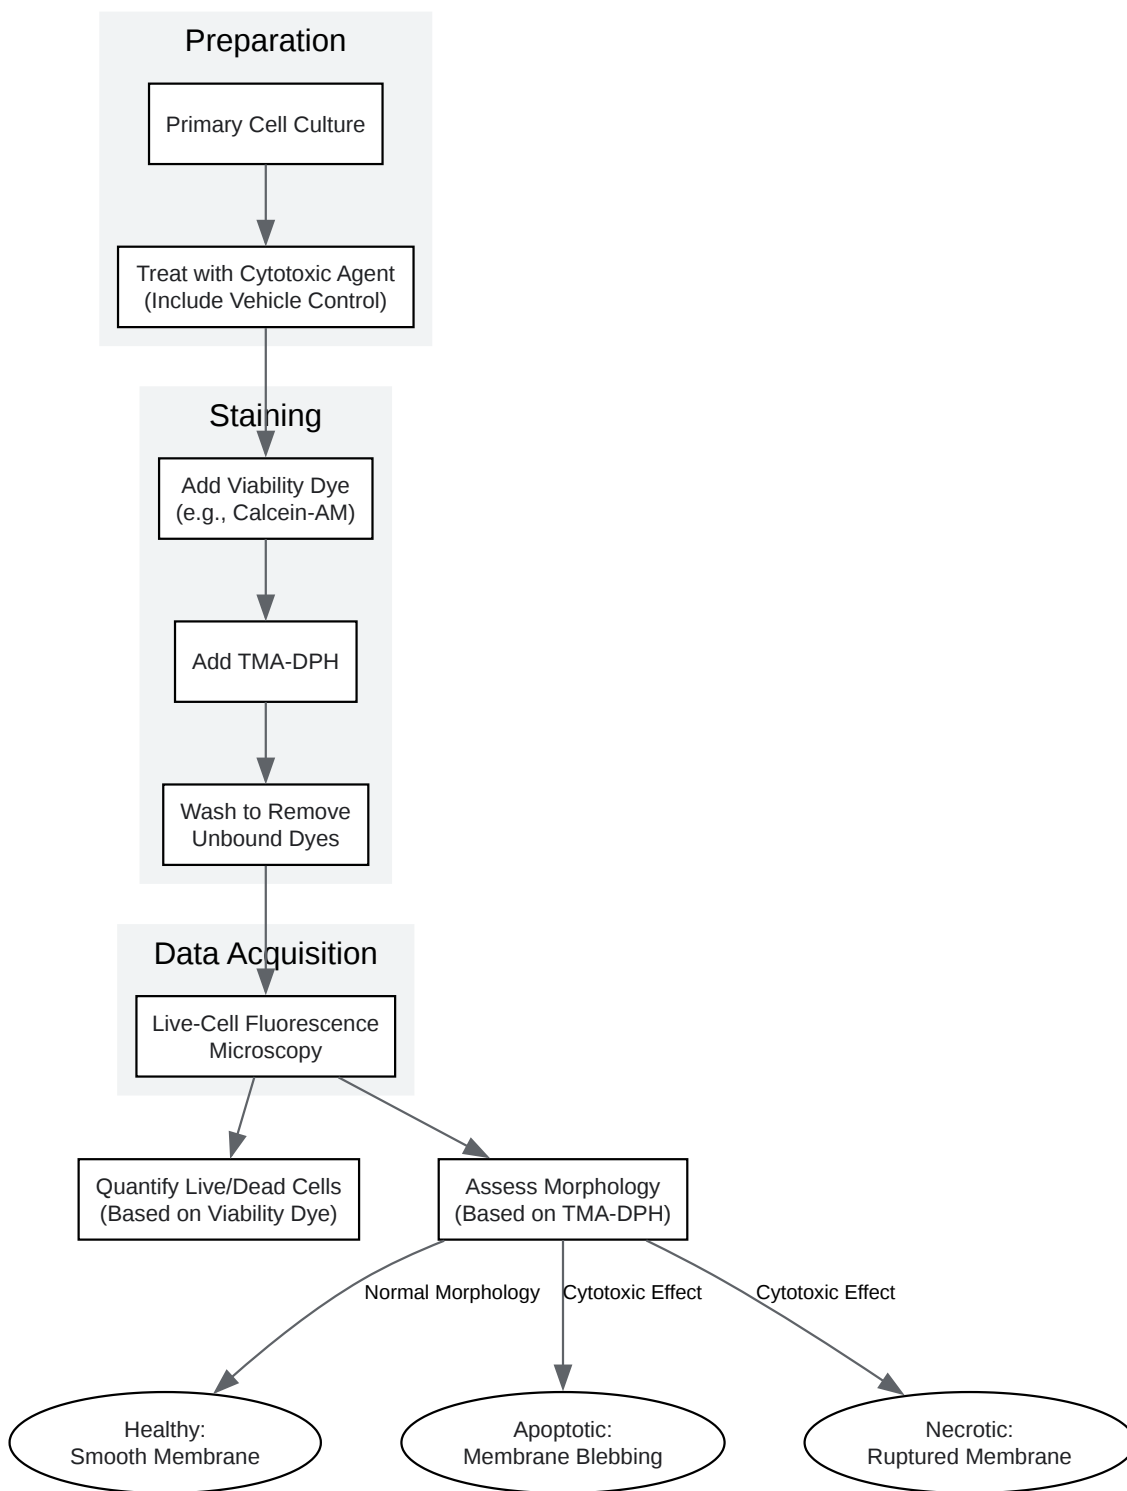 Preparation
Primary Cell Culture
Treat with Cytotoxic Agent
(Include Vehicle Control)
Staining
Add Viability Dye
(e.g., Calcein-AM)
Add TMA-DPH
Wash to Remove
Unbound Dyes
Data Acquisition
Live-Cell Fluorescence
Microscopy
Quantify Live/Dead Cells
(Based on Viability Dye)
Assess Morphology
(Based on TMA-DPH)
Normal Morphology
Cytotoxic Effect
Cytotoxic Effect
Healthy:
Smooth Membrane
Apoptotic:
Membrane Blebbing
Necrotic:
Ruptured Membrane